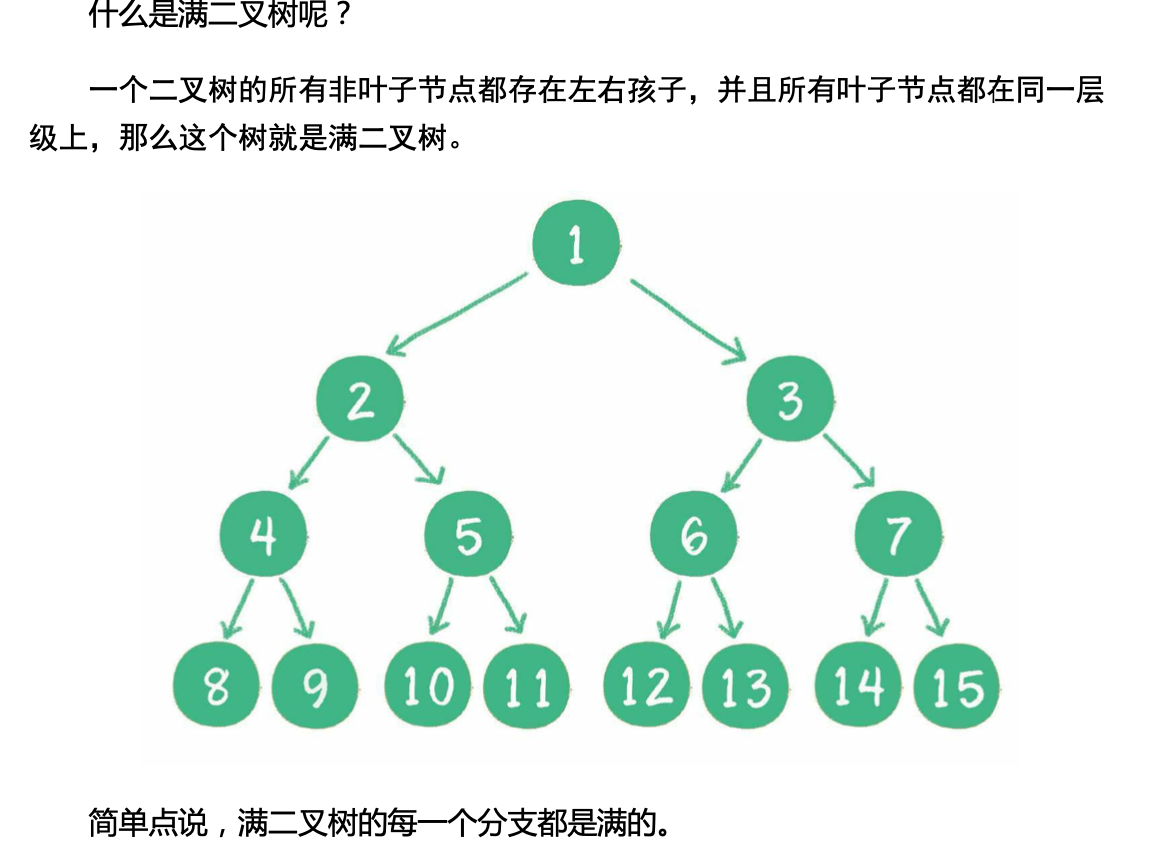 什么是满二叉树呢？
一个二叉树的所有非叶子节点都存在左右孩子，并且所有叶子节点都在同一层
级上，那么这个树就是满二叉树。
1
2 3
4 5 6 7
8 9 10 11 12 13 14 15
简单点说，满二叉树的每一个分支都是满的。